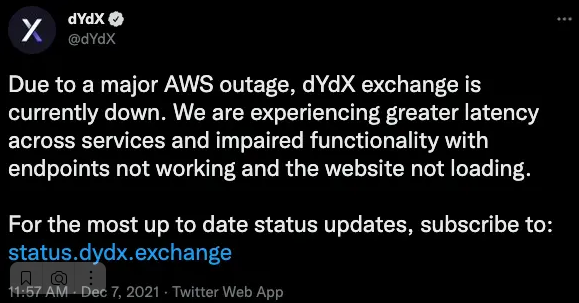 dYdX
@dYdX
Due to a major AWS outage, dYdX exchange is
currently down. We are experiencing greater latency
across services and impaired functionality with
endpoints not working and the website not loading.
For the most up to date status updates, subscribe to:
status.dydx.exchange
11:57 AM · Dec 7, 2021 · Twitter Web App